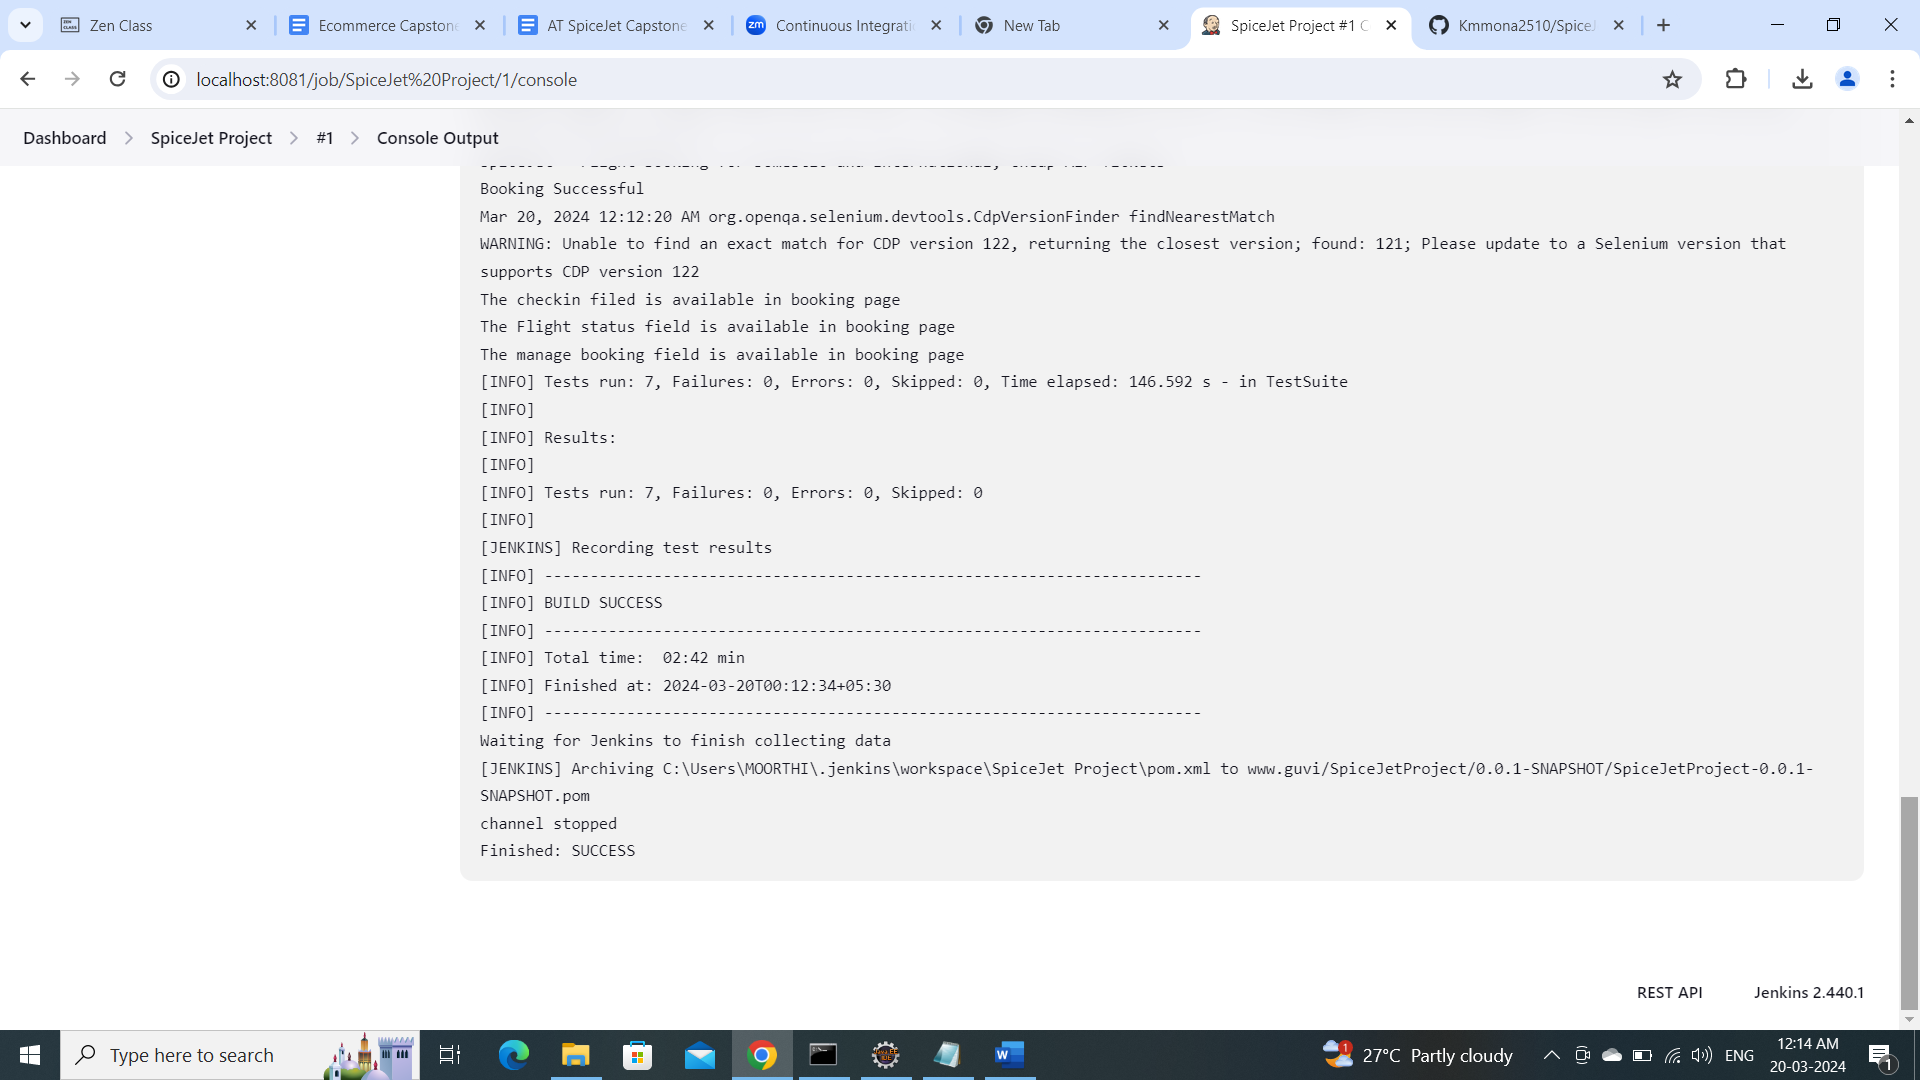 Zen Class
Ecommerce Capstone
AT SpiceJet Capstone
zm Continuous Integrati
New Tab
SpiceJet Project #1 C
Kmmona2510/SpiceJ
localhost:8081/job/SpiceJet%20Project/1/console
Dashboard > SpiceJet Project > #1 > Console Output
Booking Successful
Mar 20, 2024 12:12:20 AM org.openqa.selenium.devtools.CdpVersionFinder findNearestMatch
WARNING: Unable to find an exact match for CDP version 122, returning the closest version; found: 121; Please update to a Selenium version that
supports CDP version 122
The checkin filed is available in booking page
The Flight status field is available in booking page
The manage booking field is available in booking page
[INFO] Tests run: 7, Failures: 0, Errors: 0, Skipped: 0, Time elapsed: 146.592 s - in TestSuite
[INFO]
[INFO] Results:
[INFO]
[INFO] Tests run: 7, Failures: 0, Errors: 0, Skipped: 0
[INFO]
[JENKINS] Recording test results
[INFO] ------------------------------------------------------------------------
[INFO] BUILD SUCCESS
[INFO] ------------------------------------------------------------------------
[INFO] Total time:  02:42 min
[INFO] Finished at: 2024-03-20T00:12:34+05:30
[INFO] ------------------------------------------------------------------------
Waiting for Jenkins to finish collecting data
[JENKINS] Archiving C:\Users\MOORTHI\.jenkins\workspace\SpiceJet Project\pom.xml to www.guvi/SpiceJetProject/0.0.1-SNAPSHOT/SpiceJetProject-0.0.1-
SNAPSHOT.pom
channel stopped
Finished: SUCCESS
REST API
Jenkins 2.440.1
Type here to search
1
27°C Partly cloudy
ENG
12:14 AM
20-03-2024
1